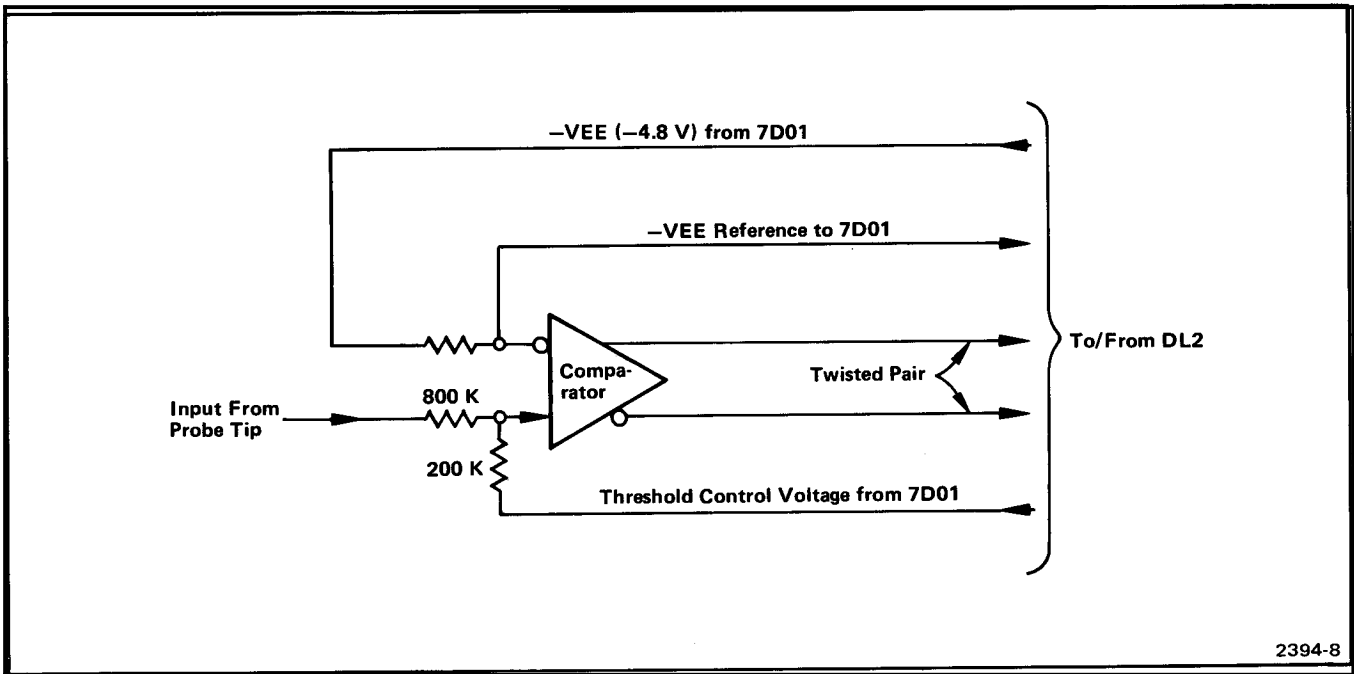 −VEE (−4.8 V) from 7D01
−VEE Reference to 7D01
To/From DL2
Compa-
rator
Twisted Pair
800 K
Input From
Probe Tip
200 K
Threshold Control Voltage from 7D01
2394-8